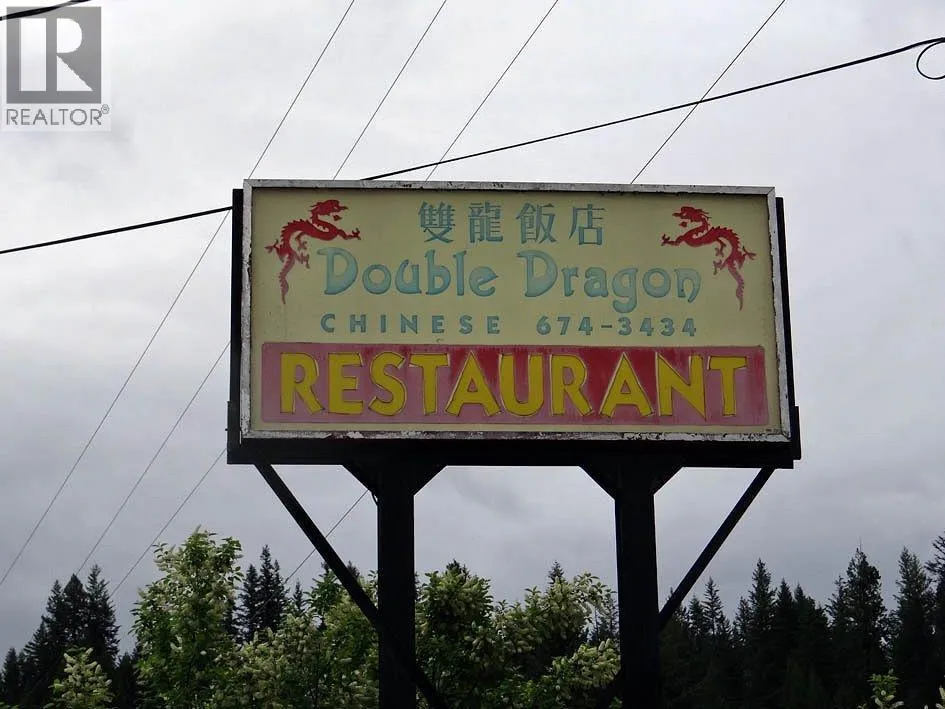 R
REALTOR®
雙龍飯店
Double Dragon
CHINESE 674-3434
RESTAURANT